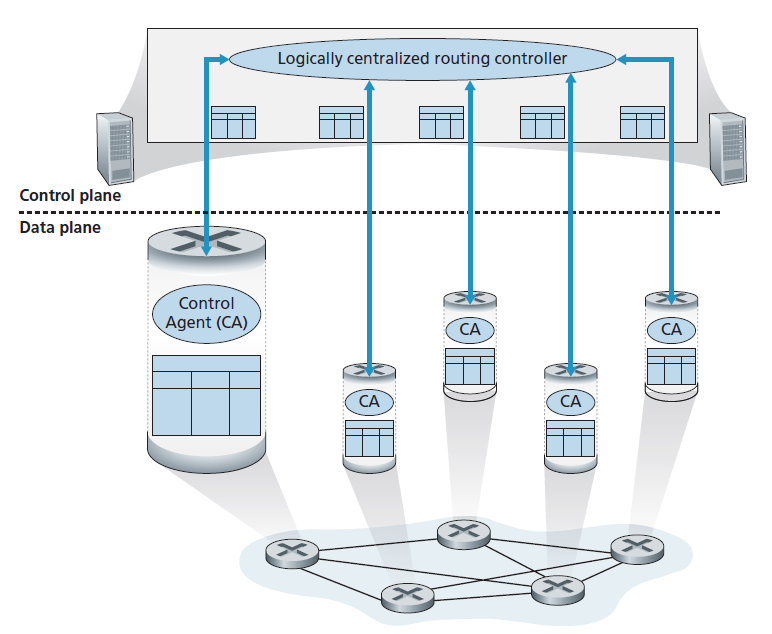 Logically centralized routing controller
Control plane
Data plane
Control
Agent (CA)
CA
CA
CA
CA